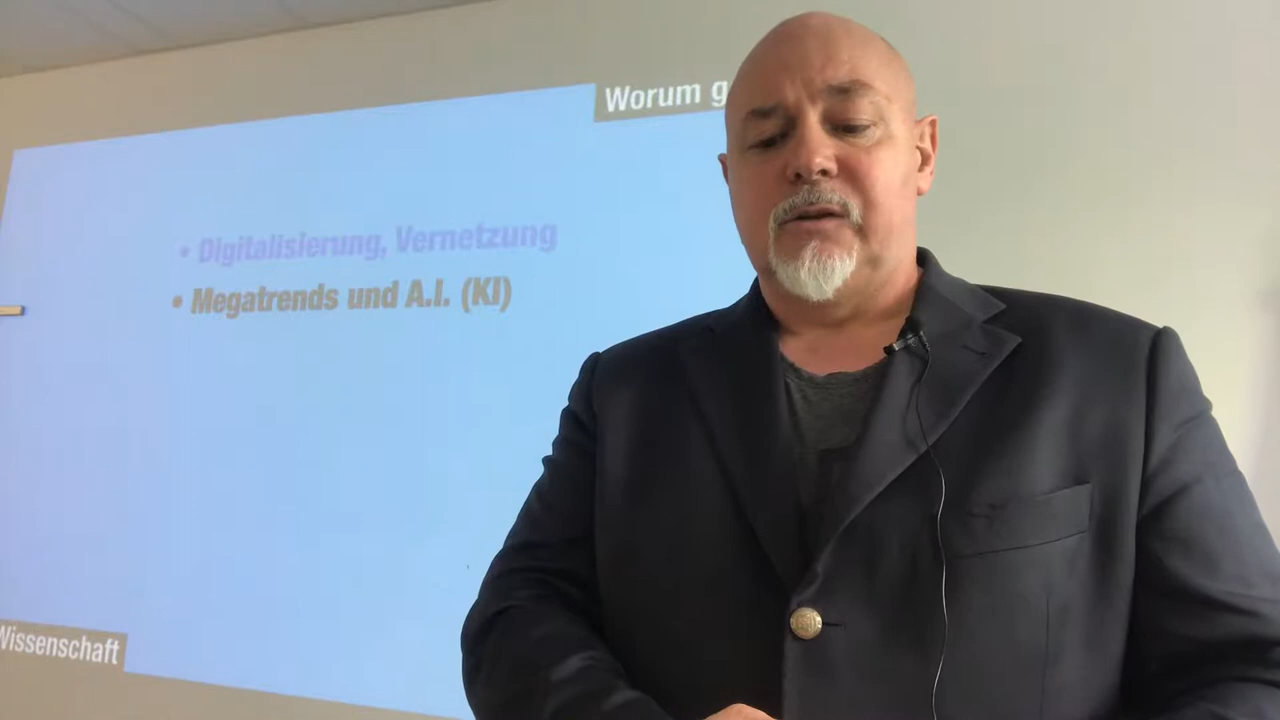 Worum g
• Digitalisierung, Vernetzung
• Megatrends und A.I. (KI)
Wissenschaft